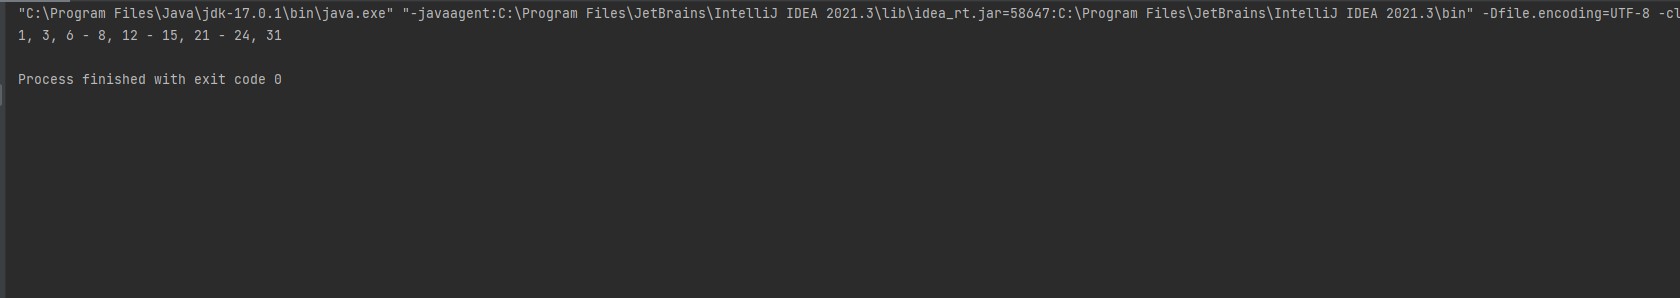 "C:\Program Files\Java\jdk-17.0.1\bin\java.exe" "-javaagent:C:\Program Files\JetBrains\IntelliJ IDEA 2021.3\lib\idea_rt.jar=58647:C:\Program Files\JetBrains\IntelliJ IDEA 2021.3\bin" -Dfile.encoding=UTF-8 -cl
1, 3, 6 - 8, 12 - 15, 21 - 24, 31
Process finished with exit code 0